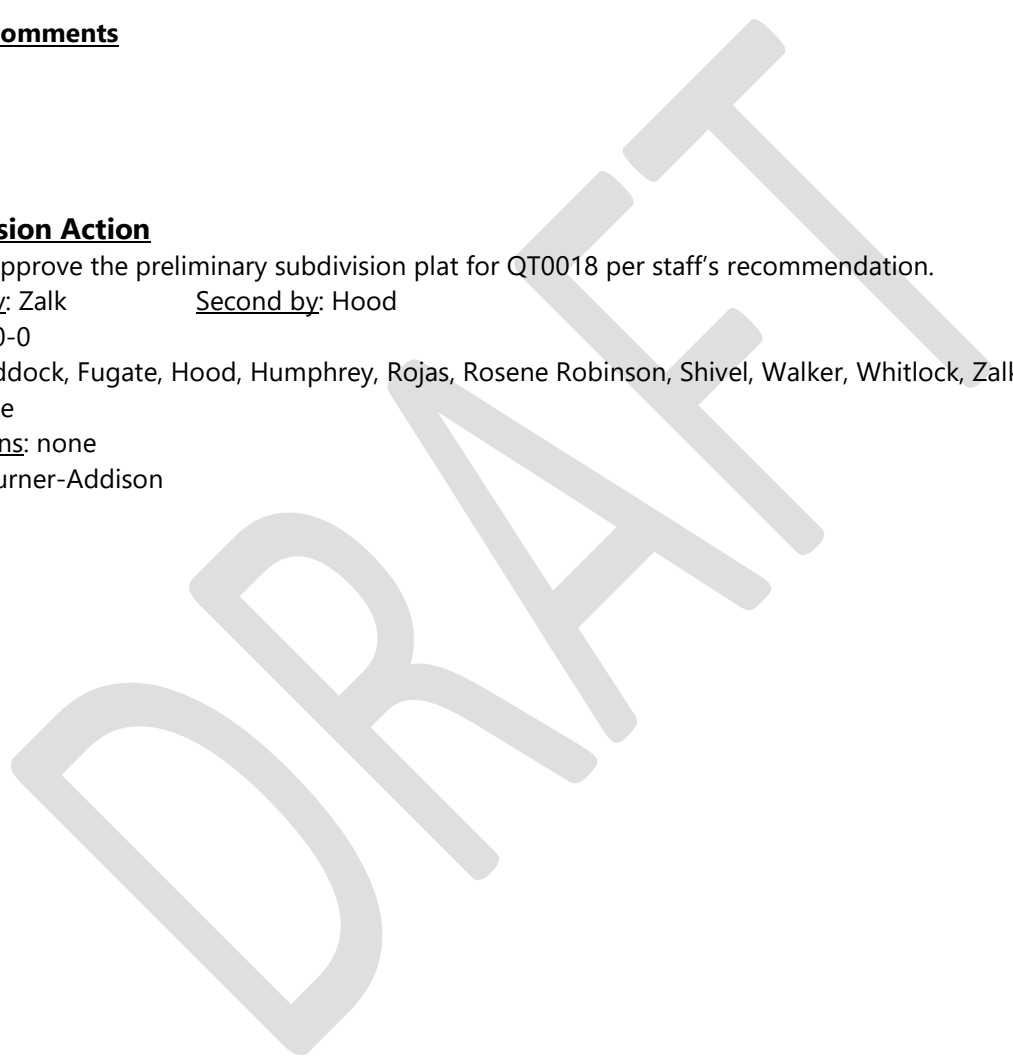 omments
sion Action
pprove the preliminary subdivision plat for QT0018 per staff’s recommendation.
y: Zalk Second by: Hood
0-0
ddock, Fugate, Hood, Humphrey, Rojas, Rosene Robinson, Shivel, Walker, Whitlock, Zalk
e
ns: none
urner-Addison
DRAFT